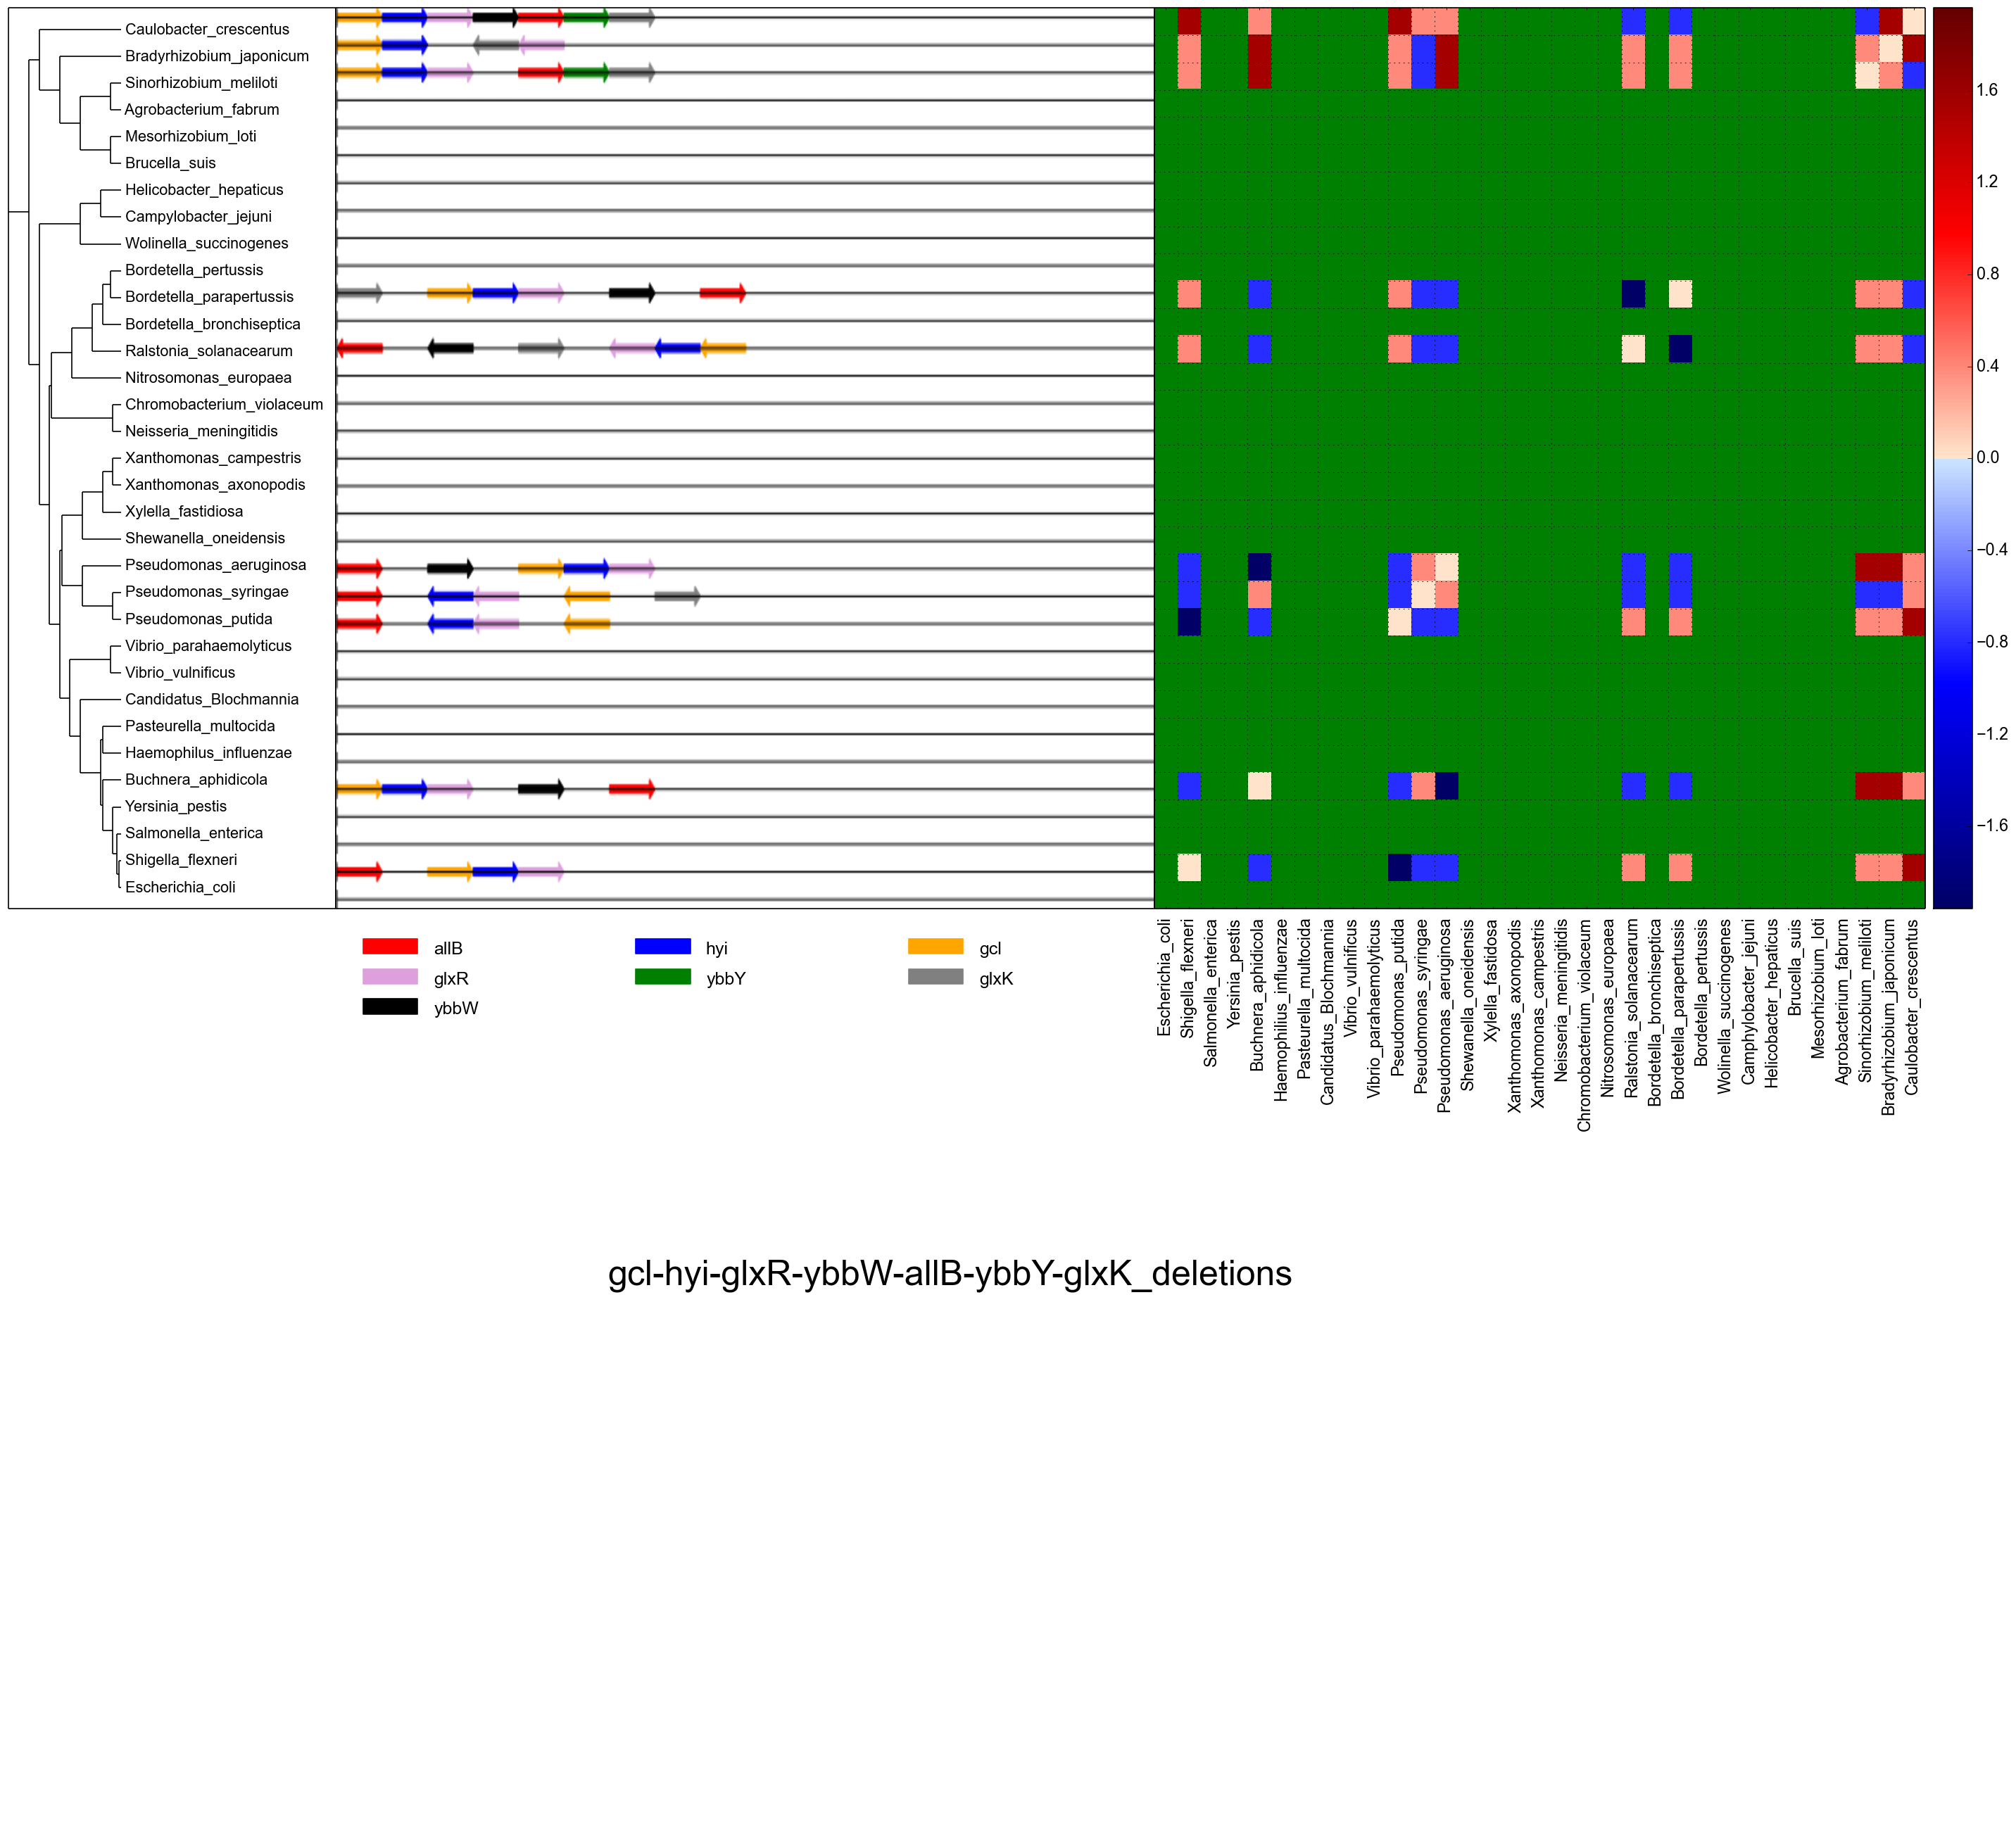 Caulobacter_crescentus
Bradyrhizobium_japonicum
Sinorhizobium_meliloti
Agrobacterium_fabrum
Mesorhizobium_loti
Brucella_suis
Helicobacter_hepaticus
Campylobacter_jejuni
Wolinella_succinogenes
Bordetella_pertussis
Bordetella_parapertussis
Bordetella_bronchiseptica
Ralstonia_solanacearum
Nitrosomonas_europaea
Chromobacterium_violaceum
Neisseria_meningitidis
Xanthomonas_campestris
Xanthomonas_axonopodis
Xylella_fastidiosa
Shewanella_oneidensis
Pseudomonas_aeruginosa
Pseudomonas_syringae
Pseudomonas_putida
Vibrio_parahaemolyticus
Vibrio_vulnificus
Candidatus_Blochmannia
Pasteurella_multocida
Haemophilus_influenzae
Buchnera_aphidicola
Yersinia_pestis
Salmonella_enterica
Shigella_flexneri
Escherichia_coli
1.6
1.2
0.8
0.4
0.0
−0.4
−0.8
−1.2
−1.6
allB hyi gcl
glxR ybbY glxK
ybbW
Escherichia_coli
Shigella_flexneri
Salmonella_enterica
Yersinia_pestis
Buchnera_aphidicola
Haemophilius_influenzae
Pasteurella_multocida
Candidatus_Blochmannia
Vibrio_vulnificus
Vibrio_parahaemolyticus
Pseudomonas_putida
Pseudomonas_syringae
Pseudomonas_aeruginosa
Shewanella_oneidensis
Xylella_fastidosa
Xanthomonas_axonopodis
Xanthomonas_campestris
Neisseria_meningitidis
Chromobacterium_violaceum
Nitrosomonas_europaea
Ralstonia_solanacearum
Bordetella_bronchiseptica
Bordetella_parapertussis
Bordetella_pertussis
Wolinella_succinogenes
Camphylobacter_jejuni
Helicobacter_hepaticus
Brucella_suis
Mesorhizobium_loti
Agrobacterium_fabrum
Sinorhizobium_meliloti
Bradyrhizobium_japonicum
Caulobacter_crescentus
gcl-hyi-glxR-ybbW-allB-ybbY-glxK_deletions